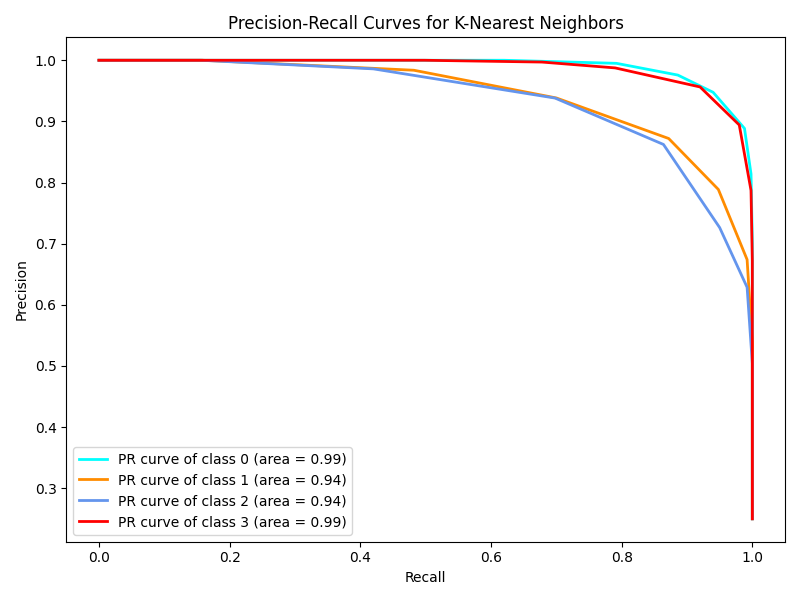 Precision-Recall Curves for K-Nearest Neighbors
1.0
0.9
0.8
0.7
0.6
0.5
0.4
0.3
Precision
PR curve of class 0 (area = 0.99)
PR curve of class 1 (area = 0.94)
PR curve of class 2 (area = 0.94)
PR curve of class 3 (area = 0.99)
0.0 0.2 0.4 0.6 0.8 1.0
Recall